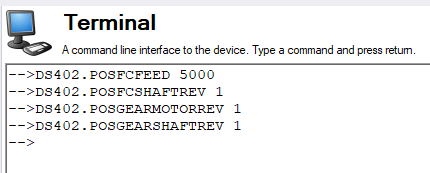 Terminal
A command line interface to the device. Type a command and press return.
-->DS402.POSFCFEED 5000
-->DS402.POSFCSHAFTREV 1
-->DS402.POSGEARMOTORREV 1
-->DS402.POSGEARSHAFTREV 1
-->